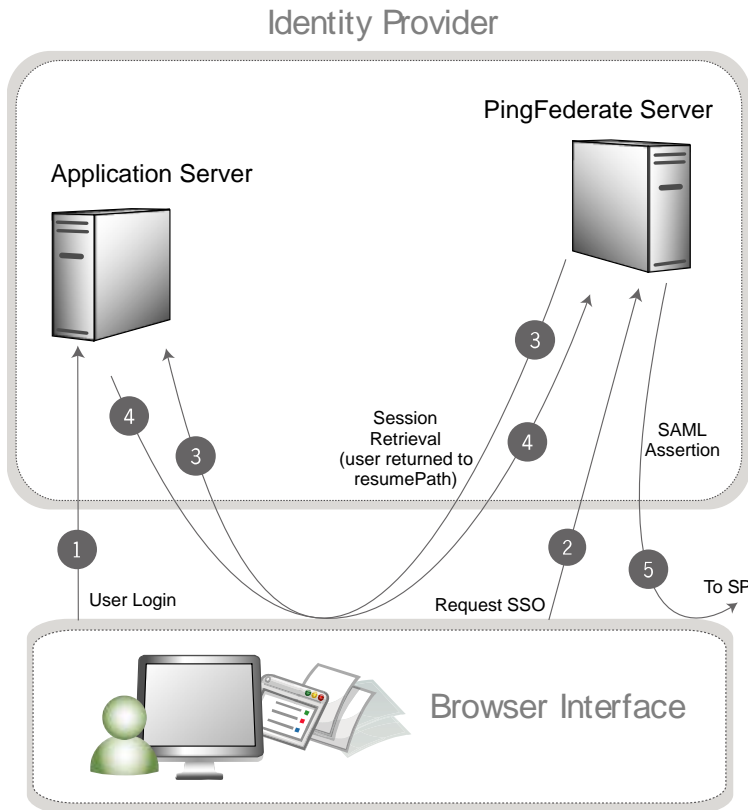 Identity Provider
PingFederate Server
Application Server
3
4
3
4
Session
Retrieval
(user returned to
resumePath)
SAML
Assertion
1
2
5
User Login
Request SSO
To SP
Browser Interface